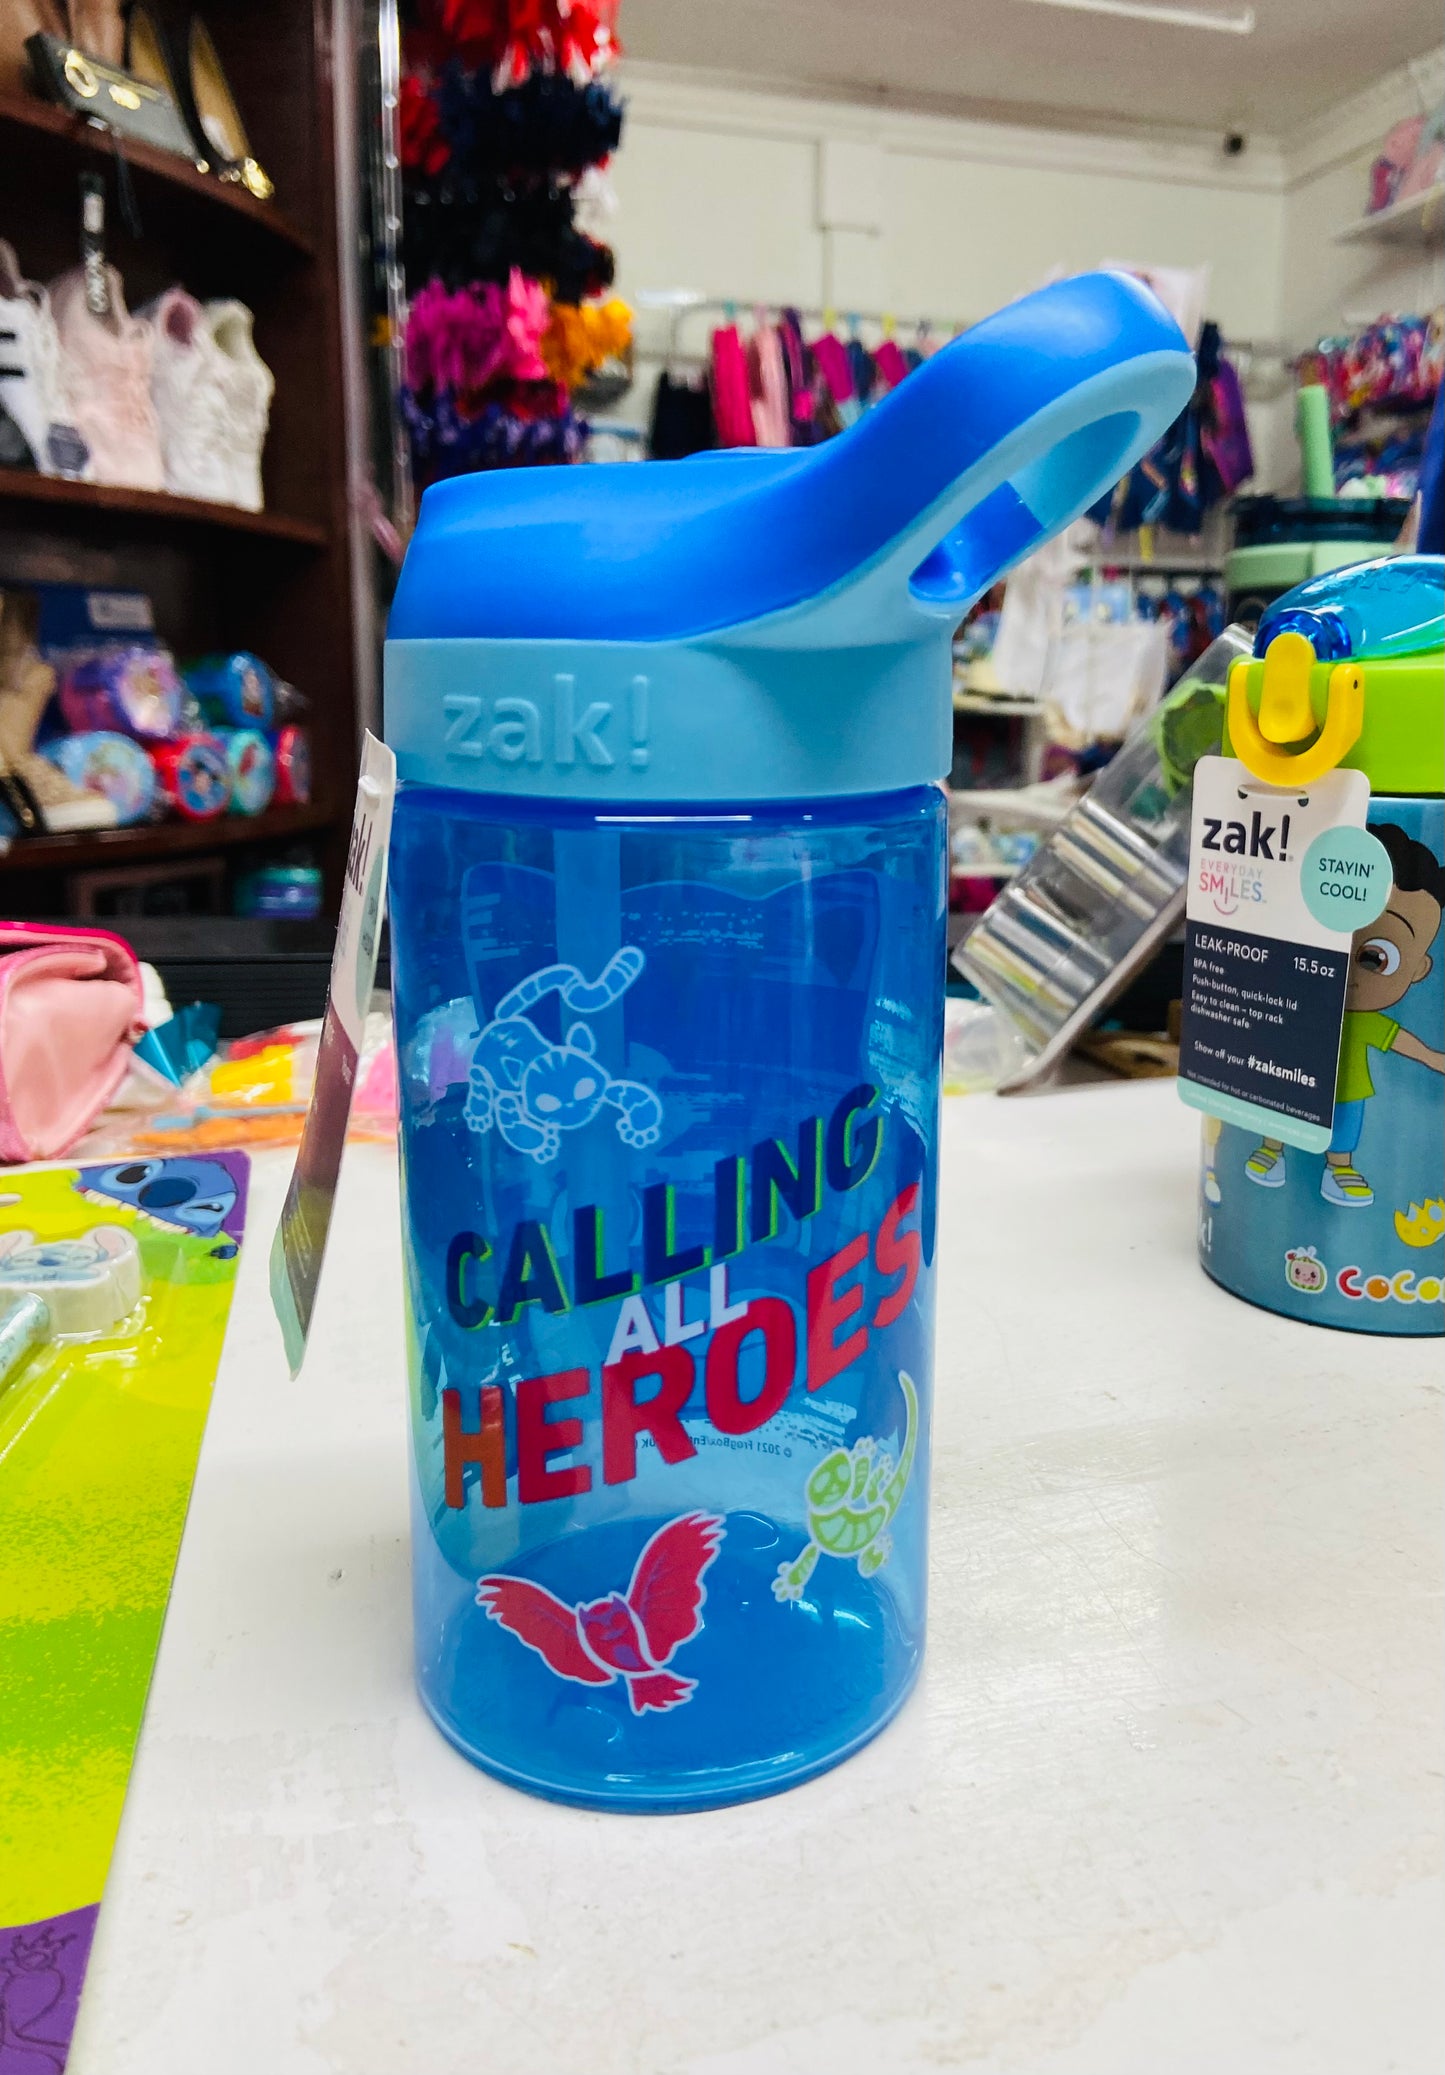 zak!
CALLING
ALL
HEROES
© 2021 FrogBox/En
zak!
EVERYDAY
SMILES
STAYIN'
COOL!
LEAK-PROOF 15.5 oz
BPA free
Push-button, quick-lock lid
Easy to clean – top rack
dishwasher safe
Show off your #zaksmiles
Not intended for hot or carbonated beverages